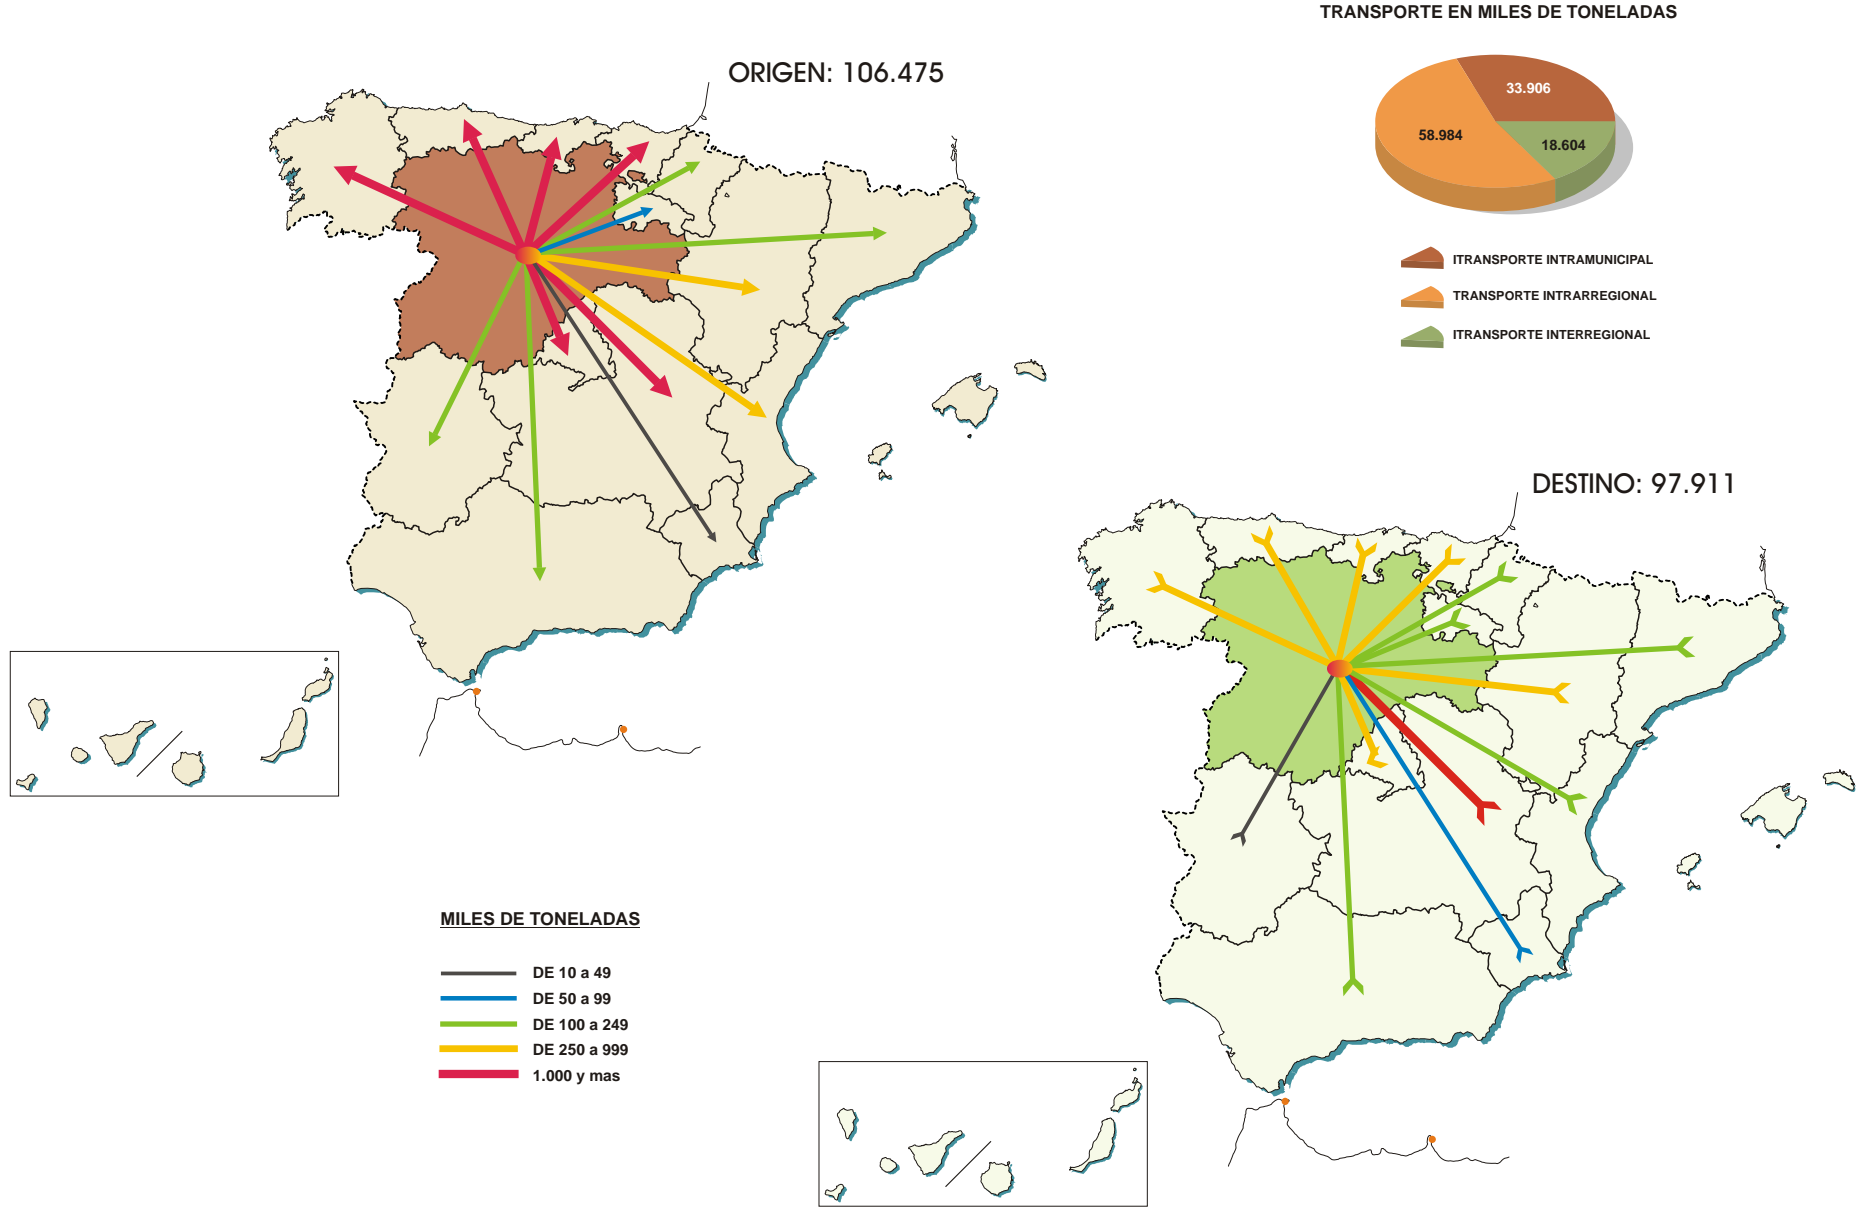 TRANSPORTE EN MILES DE TONELADAS
ORIGEN: 106.475
33.906
58.984
18.604
ITRANSPORTE INTRAMUNICIPAL
TRANSPORTE INTRARREGIONAL
ITRANSPORTE INTERREGIONAL
DESTINO: 97.911
MILES DE TONELADAS
DE 10 a 49
DE 50 a 99
DE 100 a 249
DE 250 a 999
1.000 y mas